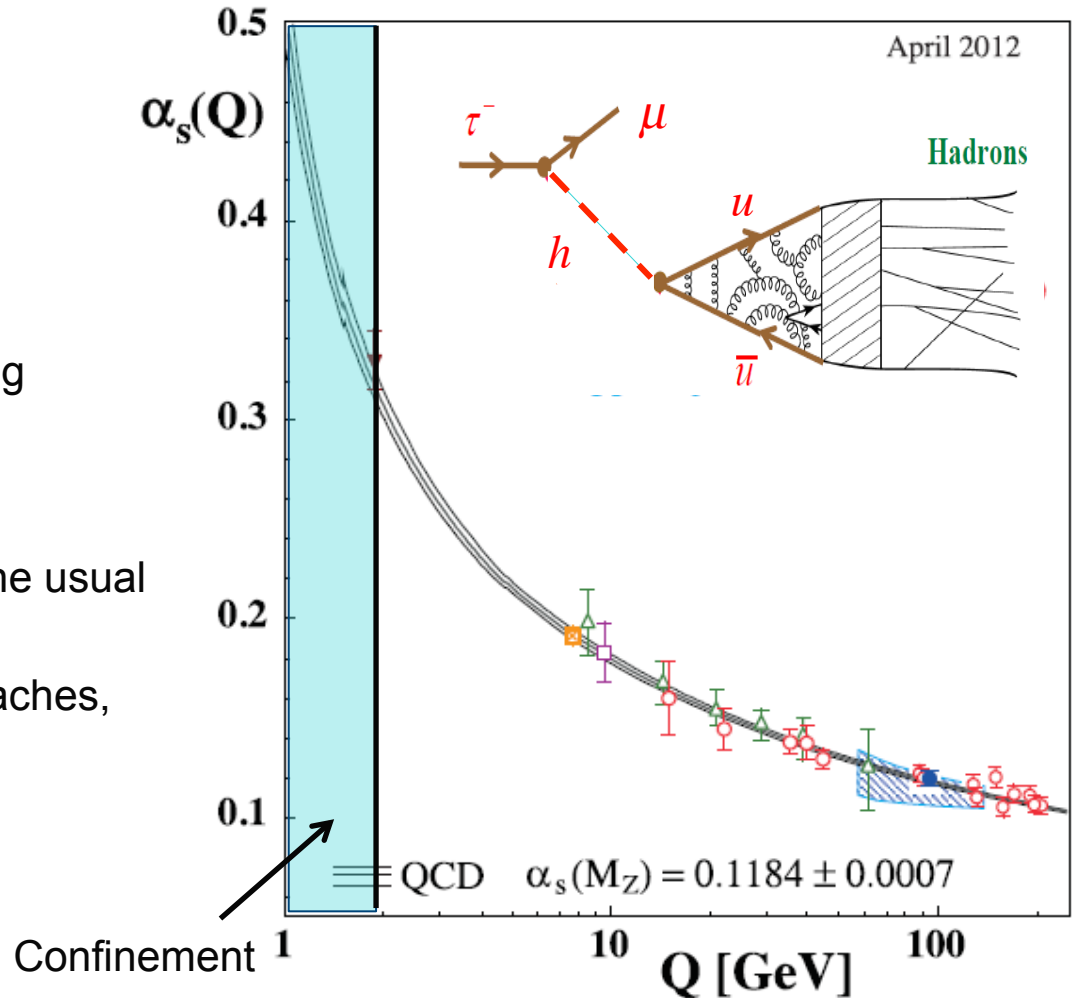 0.5
April 2012
αs(Q)
τ⁻
μ
Hadrons
0.4
u
h
g
u̅
0.3
he usual
0.2
aches,
0.1
QCD αs(MZ) = 0.1184 ± 0.0007
Confinement
1
10
100
Q [GeV]